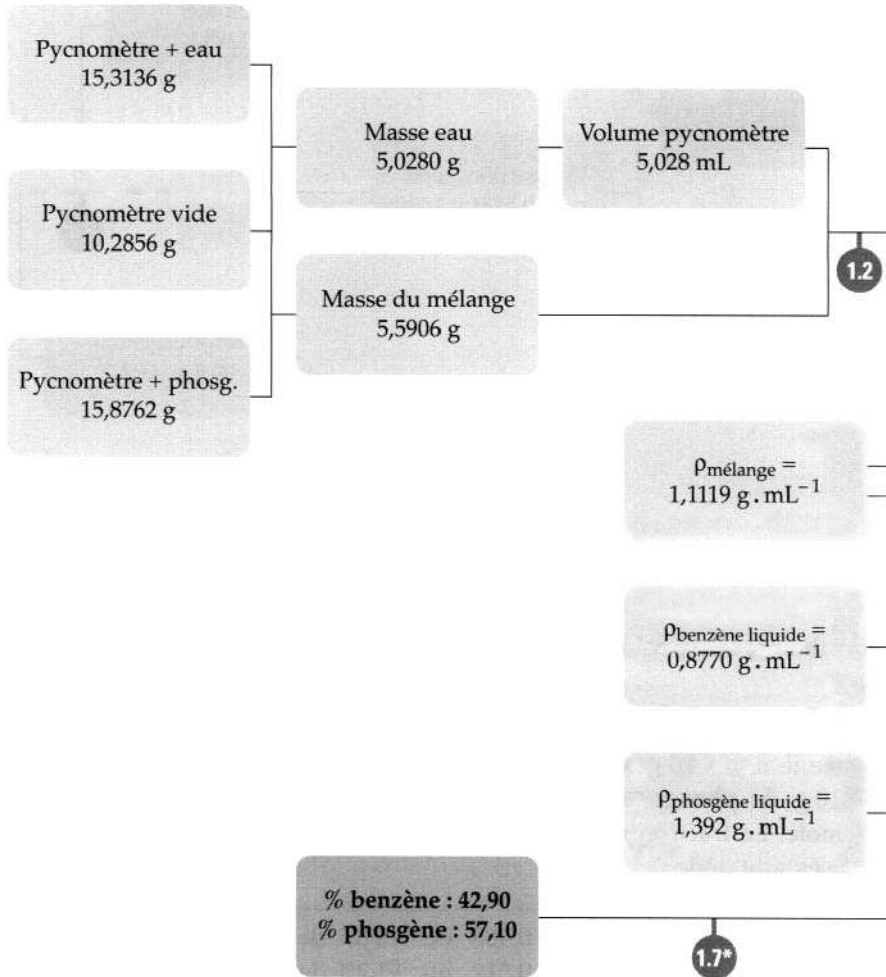 Pycnomètre + eau
15,3136 g
Masse eau
5,0280 g
Volume pycnomètre
5,028 mL
Pycnomètre vide
10,2856 g
1.2
Masse du mélange
5,5906 g
Pycnomètre + phosg.
15,8762 g
ρmélange =
1,1119 g . mL⁻¹
ρbenzène liquide =
0,8770 g . mL⁻¹
ρphosgène liquide =
1,392 g . mL⁻¹
% benzène : 42,90
% phosgène : 57,10
1.7*